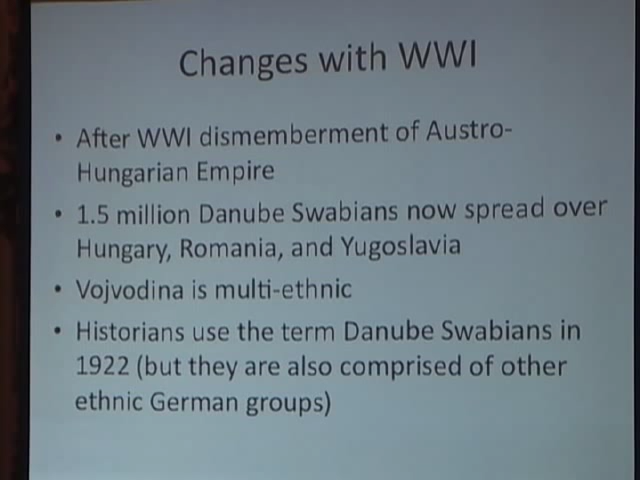 Changes with WWI
• After WWI dismemberment of Austro-
Hungarian Empire
• 1.5 million Danube Swabians now spread over
Hungary, Romania, and Yugoslavia
• Vojvodina is multi-ethnic
• Historians use the term Danube Swabians in
1922 (but they are also comprised of other
ethnic German groups)